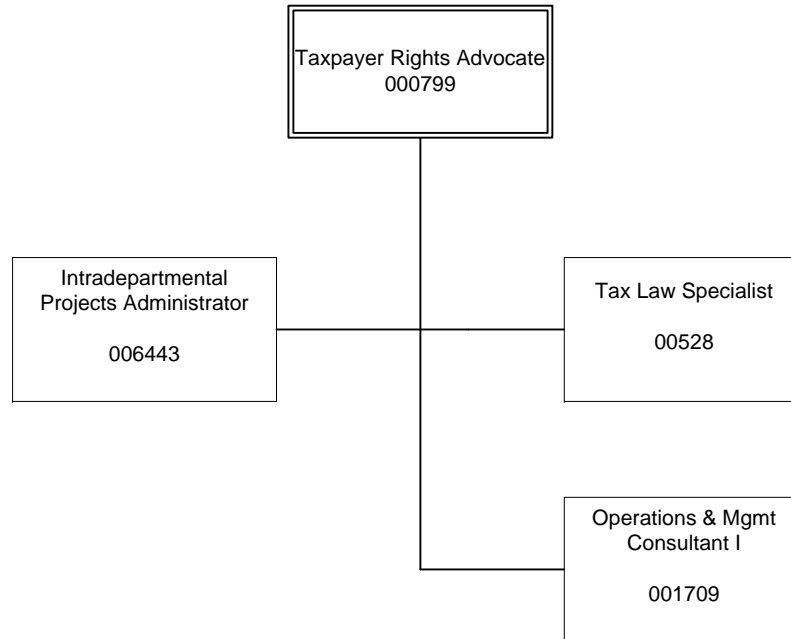 Taxpayer Rights Advocate
000799
Intradepartmental
Projects Administrator
006443
Tax Law Specialist
00528
Operations & Mgmt
Consultant I
001709